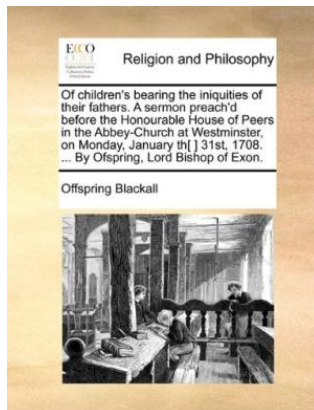 ECCO
Religion and Philosophy
Of children's bearing the iniquities of
their fathers. A sermon preach'd
before the Honourable House of Peers
in the Abbey-Church at Westminster,
on Monday, January th[ ] 31st, 1708.
... By Ofspring, Lord Bishop of Exon.
Offspring Blackall